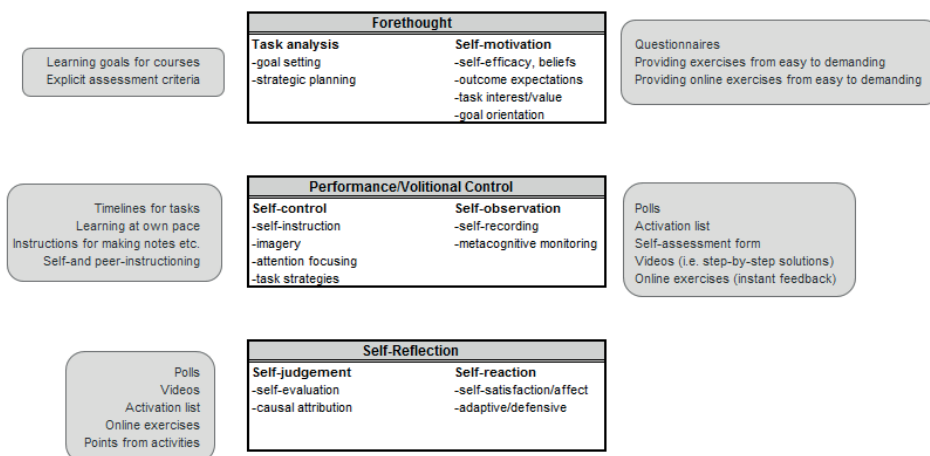 Forethought
Learning goals for courses
Explicit assessment criteria
Task analysis
-goal setting
-strategic planning
Self-motivation
-self-efficacy, beliefs
-outcome expectations
-task interest/value
-goal orientation
Questionnaires
Providing exercises from easy to demanding
Providing online exercises from easy to demanding
Performance/Volitional Control
Timelines for tasks
Learning at own pace
Instructions for making notes etc.
Self-and peer-instructioning
Self-control
-self-instruction
-imagery
-attention focusing
-task strategies
Self-observation
-self-recording
-metacognitive monitoring
Polls
Activation list
Self-assessment form
Videos (i.e. step-by-step solutions)
Online exercises (instant feedback)
Self-Reflection
Polls
Videos
Activation list
Online exercises
Points from activities
Self-judgement
-self-evaluation
-causal attribution
Self-reaction
-self-satisfaction/affect
-adaptive/defensive